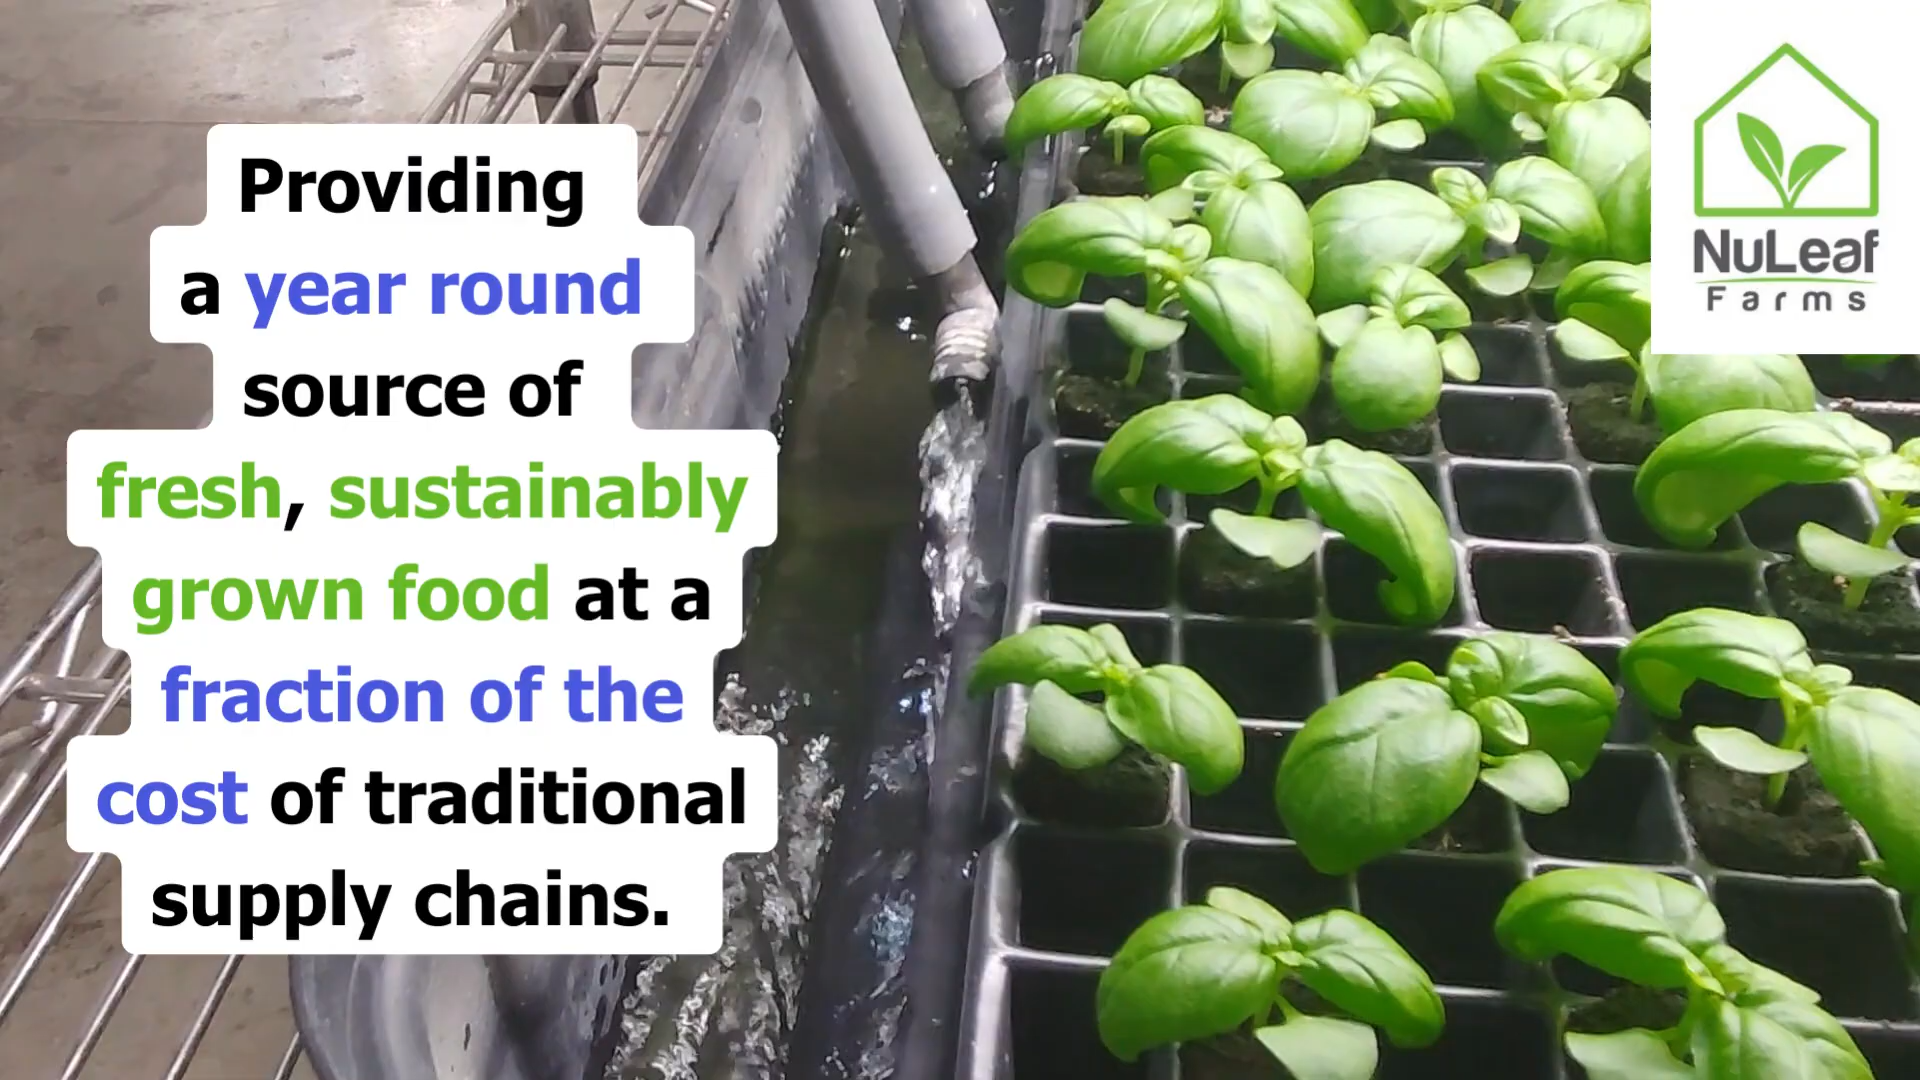 Providing
a year round
source of
fresh, sustainably
grown food at a
fraction of the
cost of traditional
supply chains.
NuLeaf
Farms